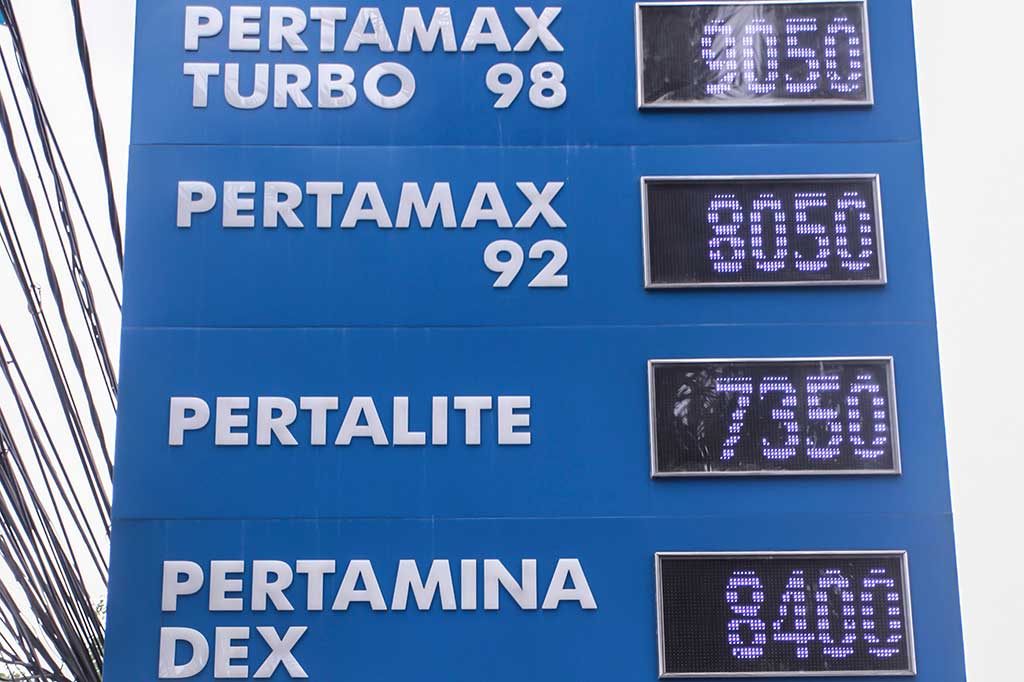 PERTAMAX 9050
TURBO 98
PERTAMAX 8050
92
PERTALITE 7350
PERTAMINA 8400
DEX